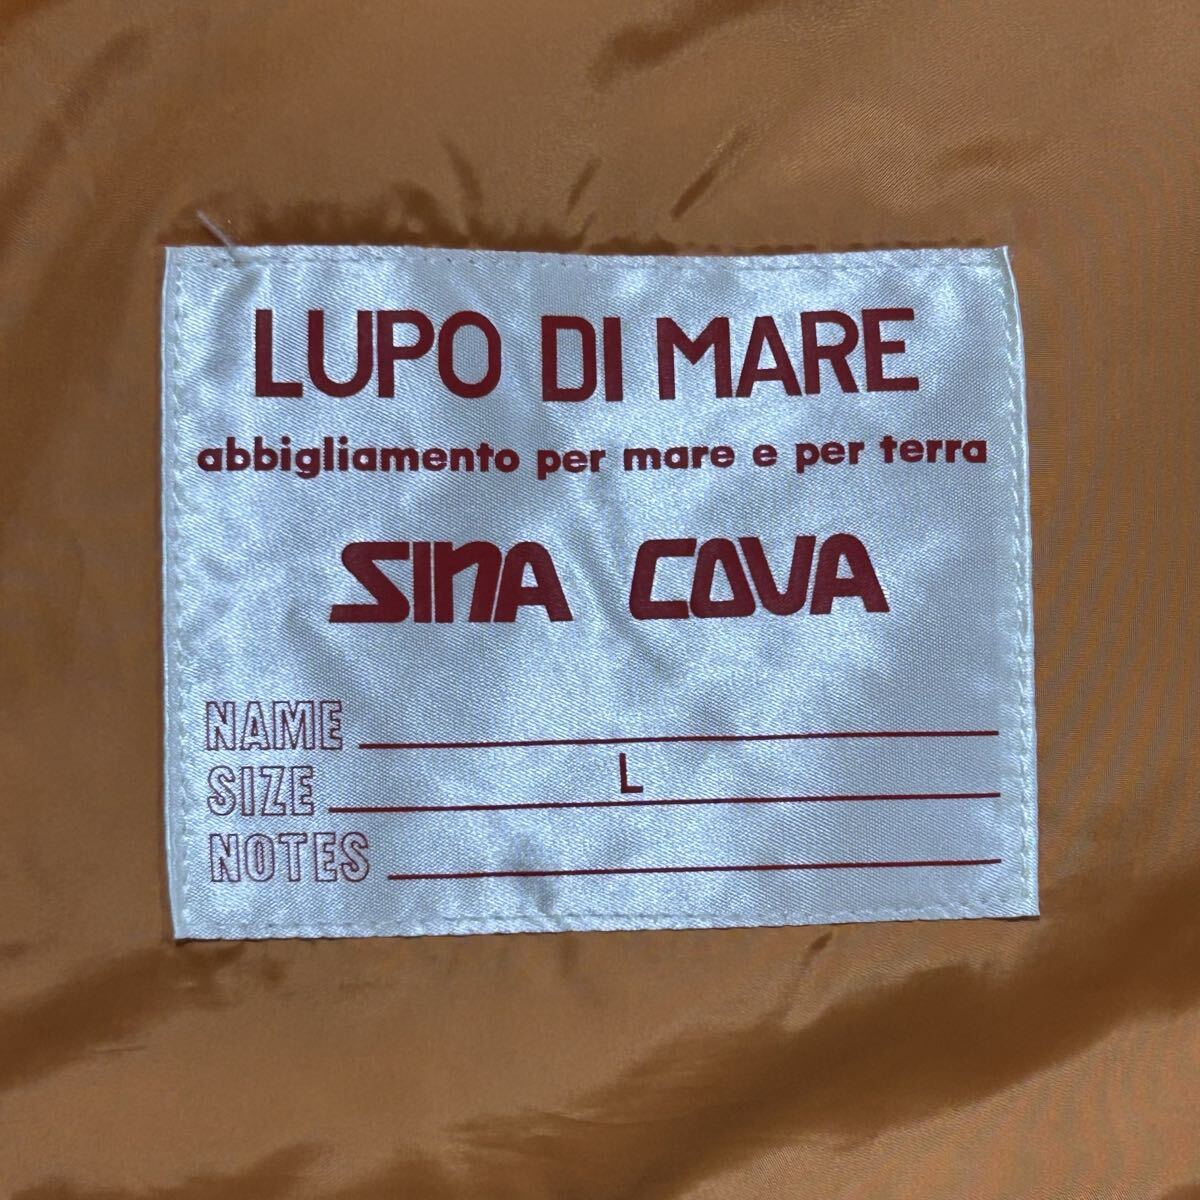 LUPO DI MARE
abbigliamento per mare e per terra
SINA COVA
NAME
SIZE L
NOTES